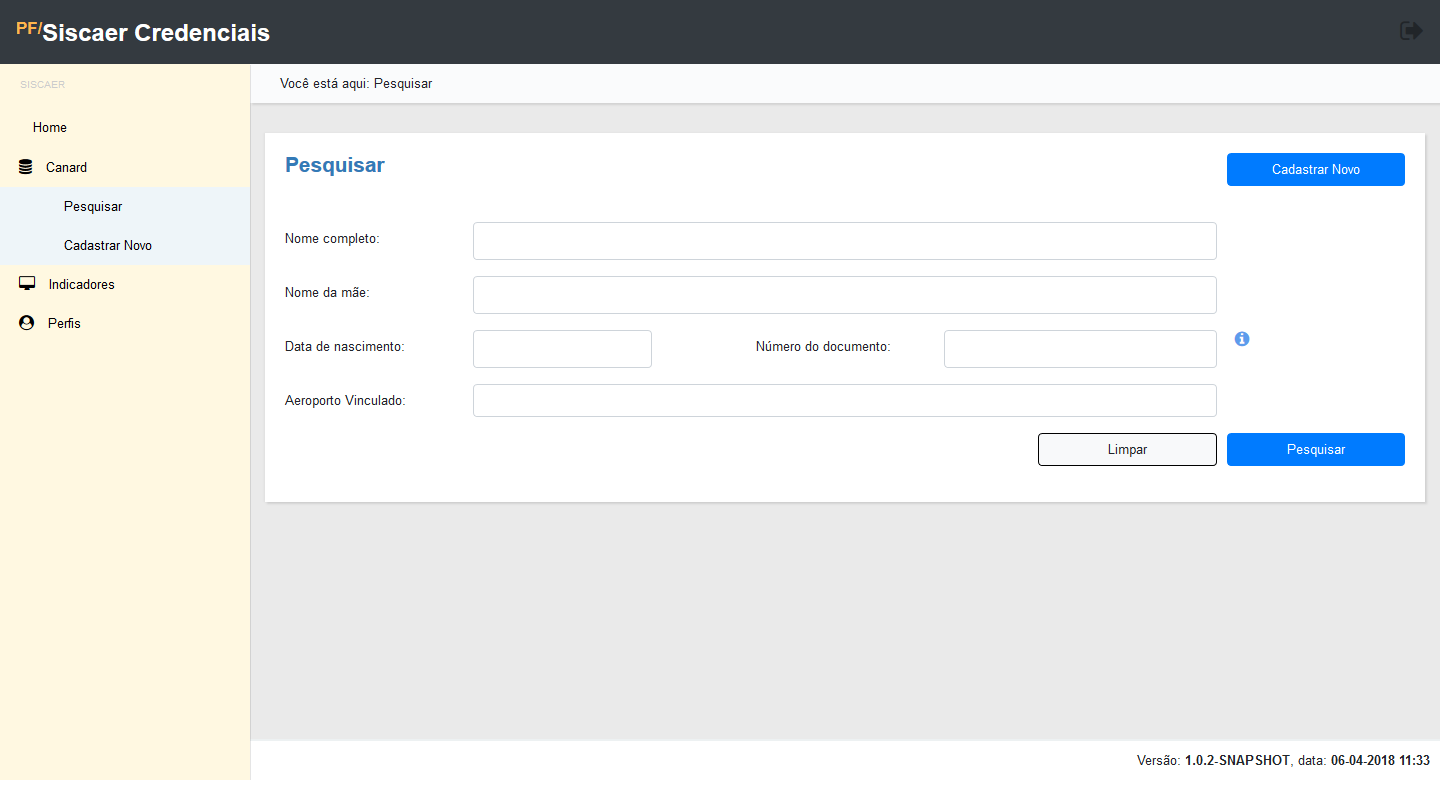 PF/Siscaer Credenciais
SISCAER
Home
Canard
Pesquisar
Cadastrar Novo
Indicadores
Perfis
Você está aqui: Pesquisar
Pesquisar
Cadastrar Novo
Nome completo:
Nome da mãe:
Data de nascimento:
Número do documento:
Aeroporto Vinculado:
Limpar
Pesquisar
Versão: 1.0.2-SNAPSHOT, data: 06-04-2018 11:33